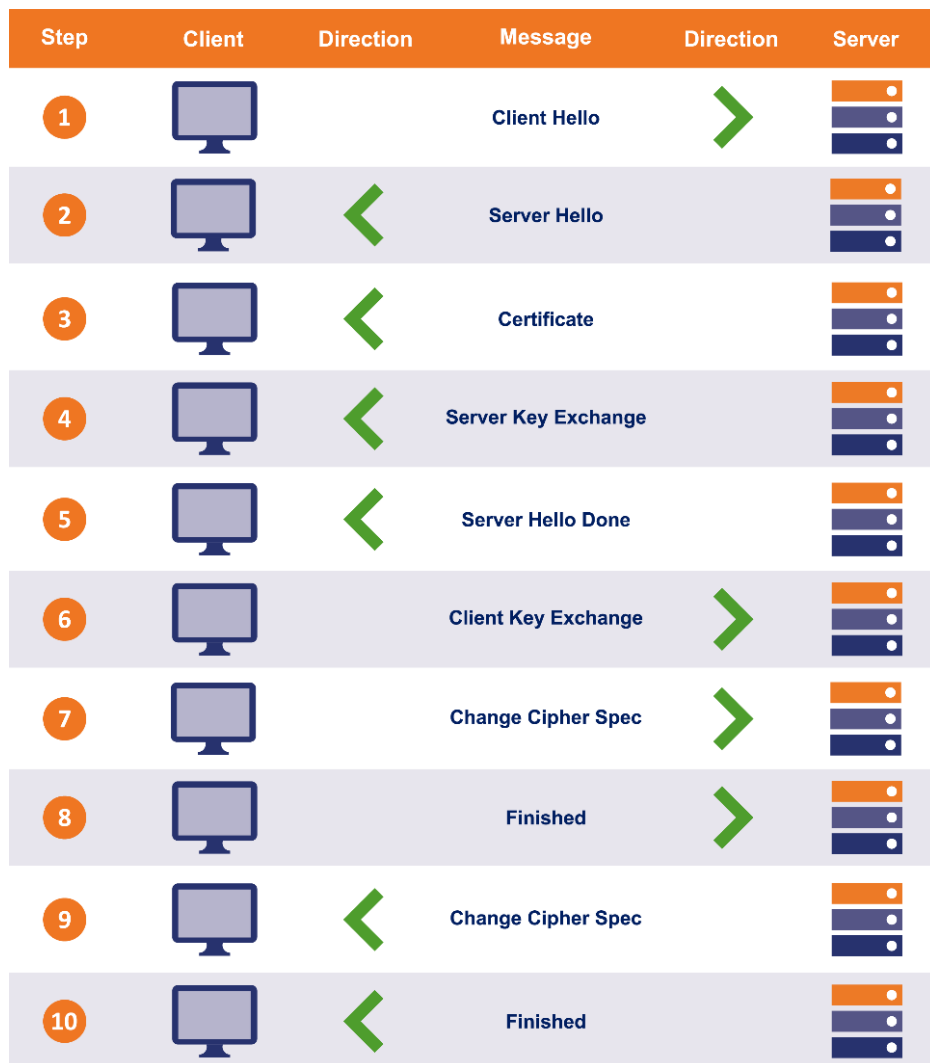 Step Client Direction Message Direction Server
1 Client Hello
2 Server Hello
3 Certificate
4 Server Key Exchange
5 Server Hello Done
6 Client Key Exchange
7 Change Cipher Spec
8 Finished
9 Change Cipher Spec
10 Finished